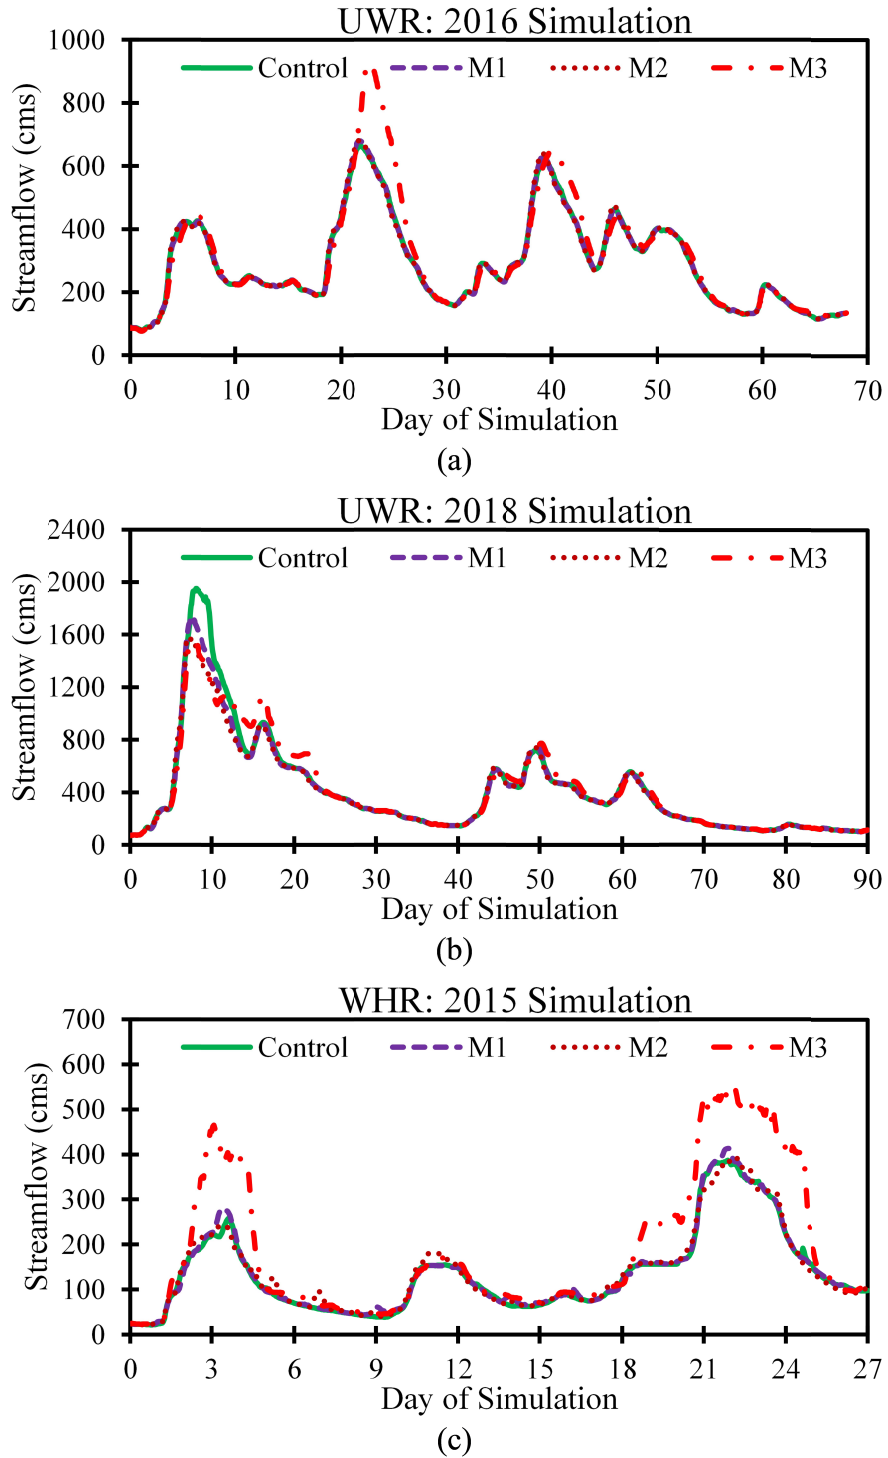 UWR: 2016 Simulation
1000
Control M1 M2 M3
800
600
400
200
0
Streamflow (cms)
0 10 20 30 40 50 60 70
Day of Simulation
(a)
UWR: 2018 Simulation
2400
Control M1 M2 M3
2000
1600
1200
800
400
0
Streamflow (cms)
0 10 20 30 40 50 60 70 80 90
Day of Simulation
(b)
WHR: 2015 Simulation
700
Control M1 M2 M3
600
500
400
300
200
100
0
Streamflow (cms)
0 3 6 9 12 15 18 21 24 27
Day of Simulation
(c)